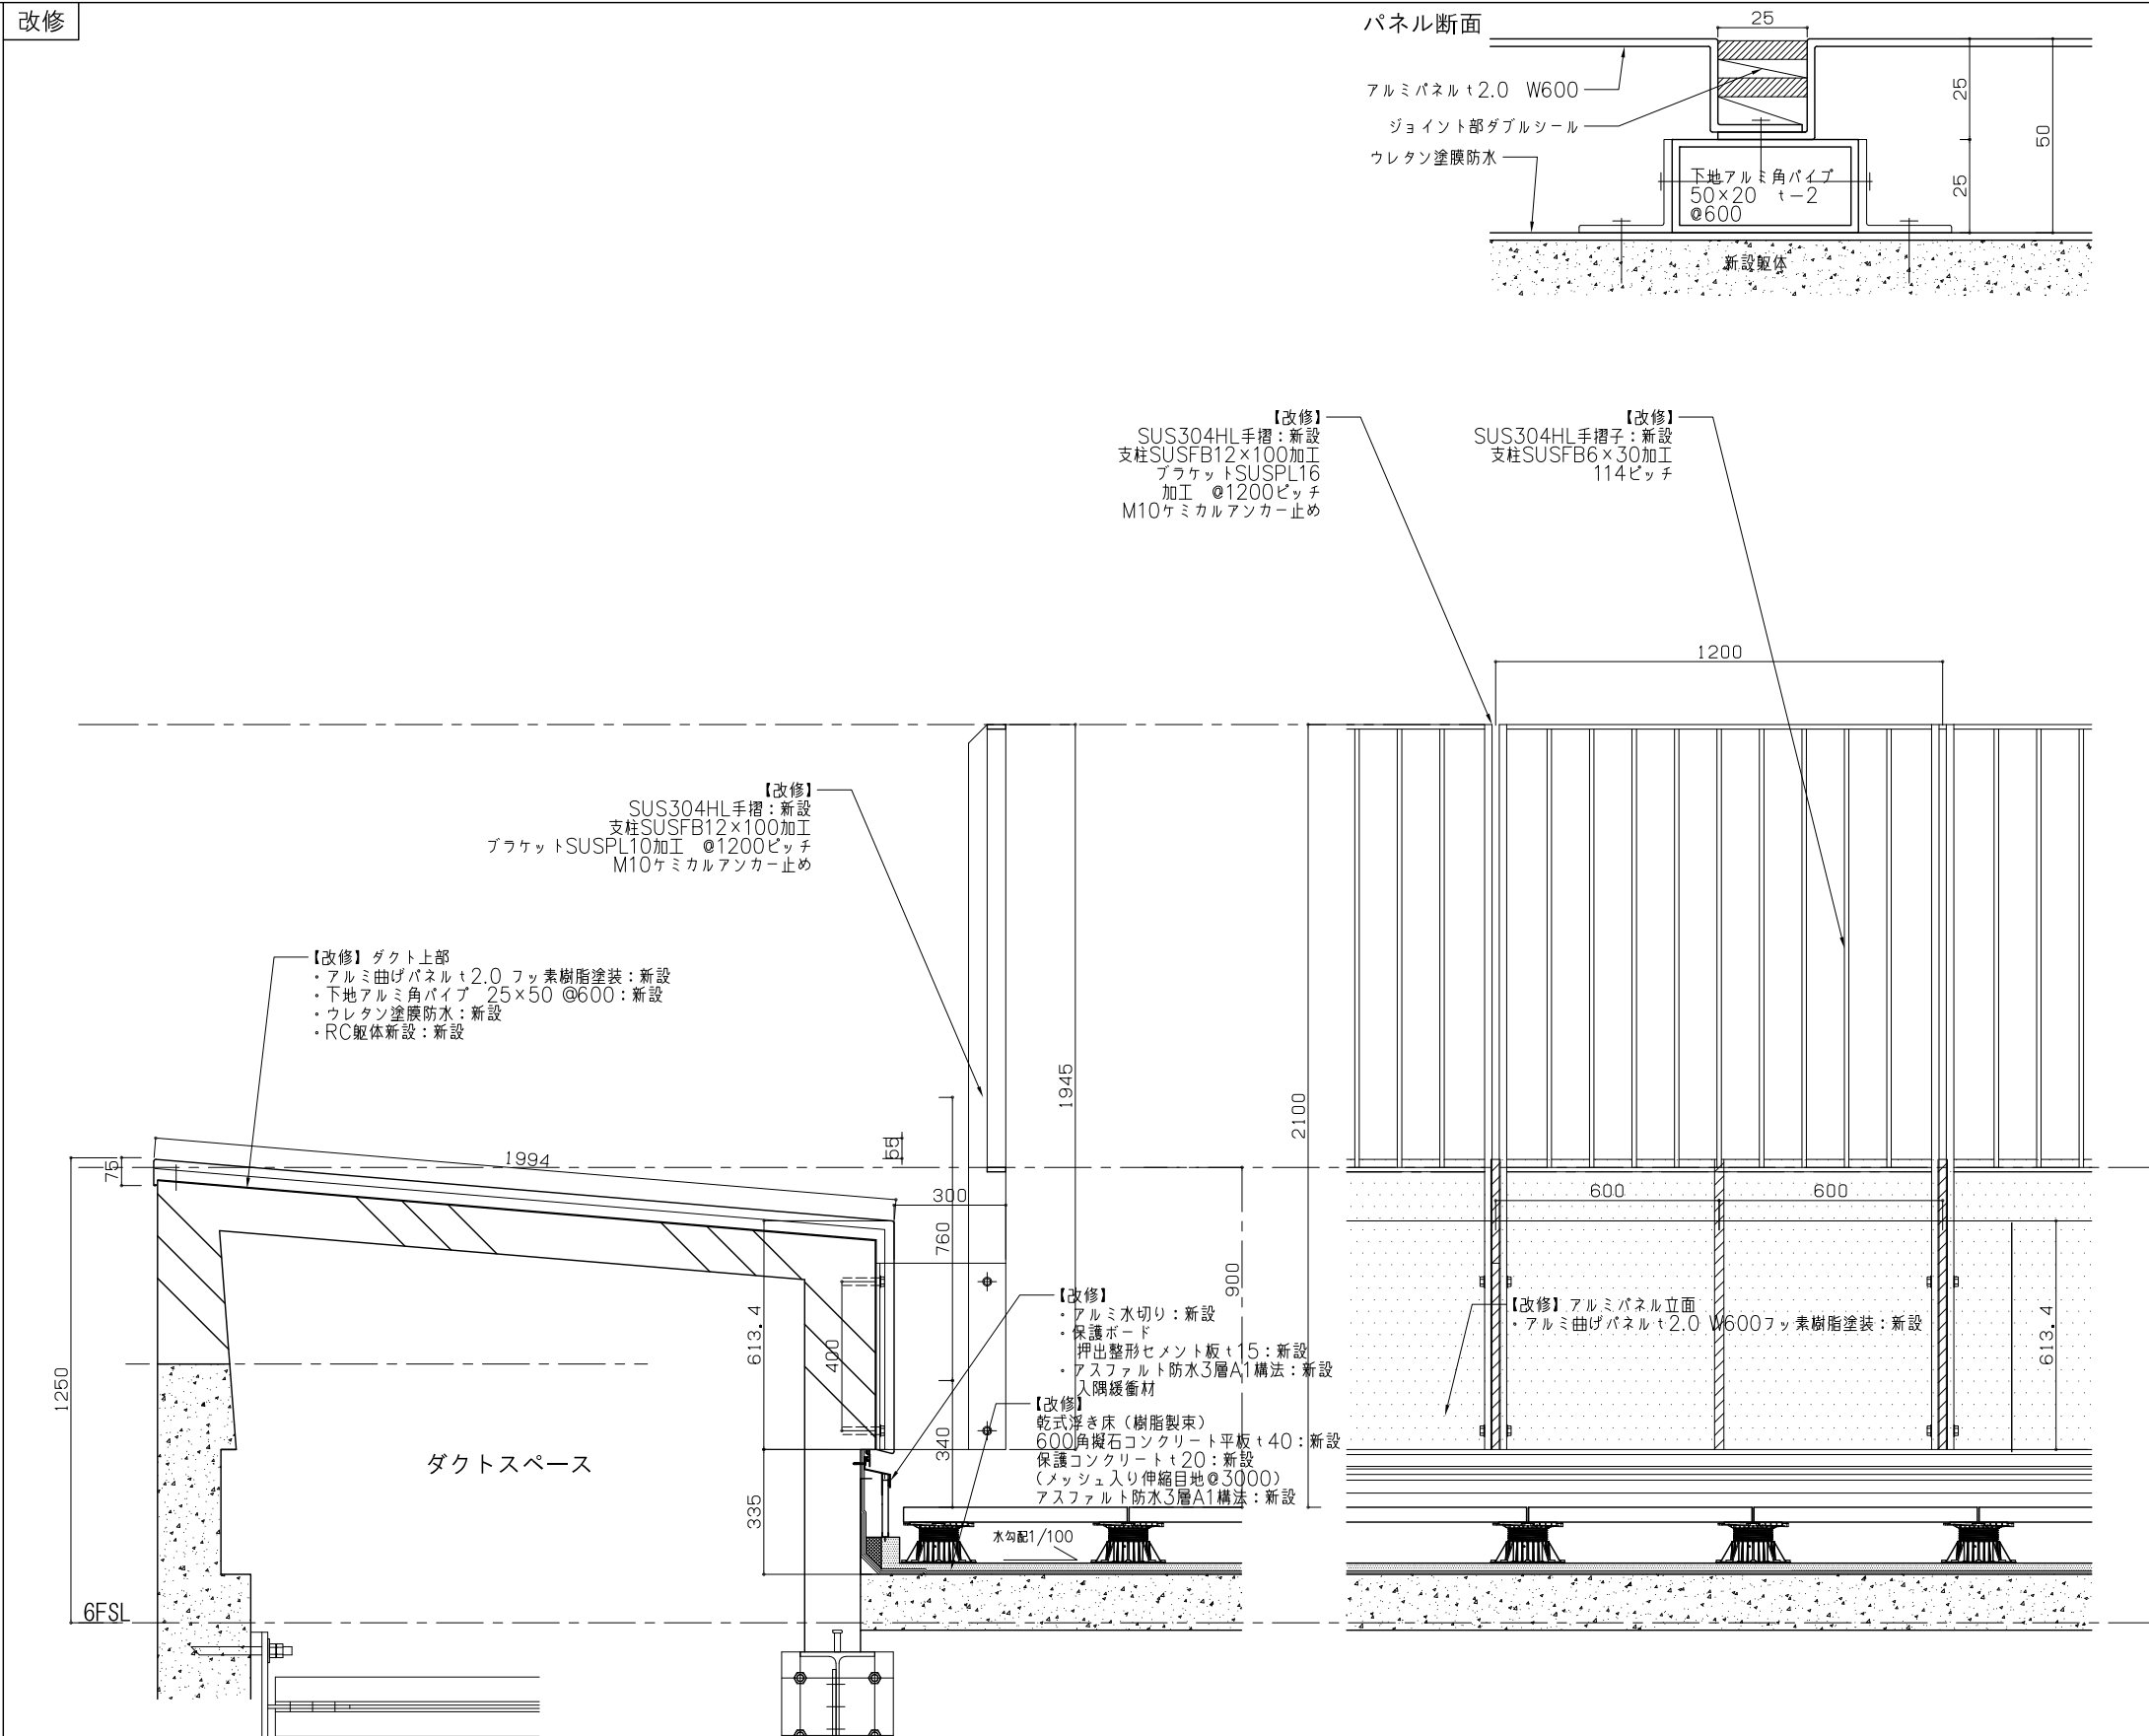 改修
パネル断面
25
アルミパネルt2.0 W600
ジョイント部ダブルシール
ウレタン塗膜防水
下地アルミ角パイプ
50×20 t-2
@600
25
25
50
新設躯体
【改修】
SUS304HL手摺：新設
支柱SUSFB12×100加工
ブラケットSUSPL16
加工 @1200ピッチ
M10ケミカルアンカー止め
【改修】
SUS304HL手摺子：新設
支柱SUSFB6×30加工
114ピッチ
1200
【改修】
SUS304HL手摺：新設
支柱SUSFB12×100加工
ブラケットSUSPL10加工 @1200ピッチ
M10ケミカルアンカー止め
【改修】ダクト上部
・アルミ曲げパネルt2.0 フッ素樹脂塗装：新設
・下地アルミ角パイプ 25×50 @600：新設
・ウレタン塗膜防水：新設
・RC躯体新設：新設
1945
2100
75
1994
55
300
760
900
600
600
613.4
400
340
335
1250
613.4
【改修】
・アルミ水切り：新設
・保護ボード
押出整形セメント板t15：新設
・アスファルト防水3層A1構法：新設
入隅緩衝材
【改修】
乾式浮き床（樹脂製束）
600角擬石コンクリート平板t40：新設
保護コンクリートt20：新設
（メッシュ入り伸縮目地@3000）
アスファルト防水3層A1構法：新設
【改修】アルミパネル立面
・アルミ曲げパネルt2.0 W600フッ素樹脂塗装：新設
ダクトスペース
水勾配1/100
6FSL